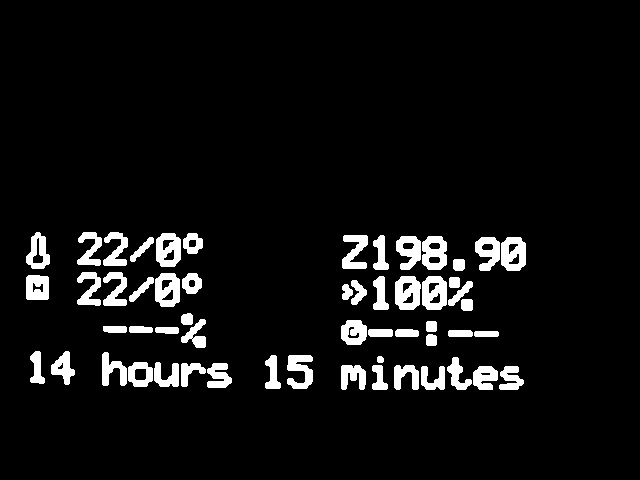 22/0° Z198.90
22/0° »100%
---% --:--
14 hours 15 minutes